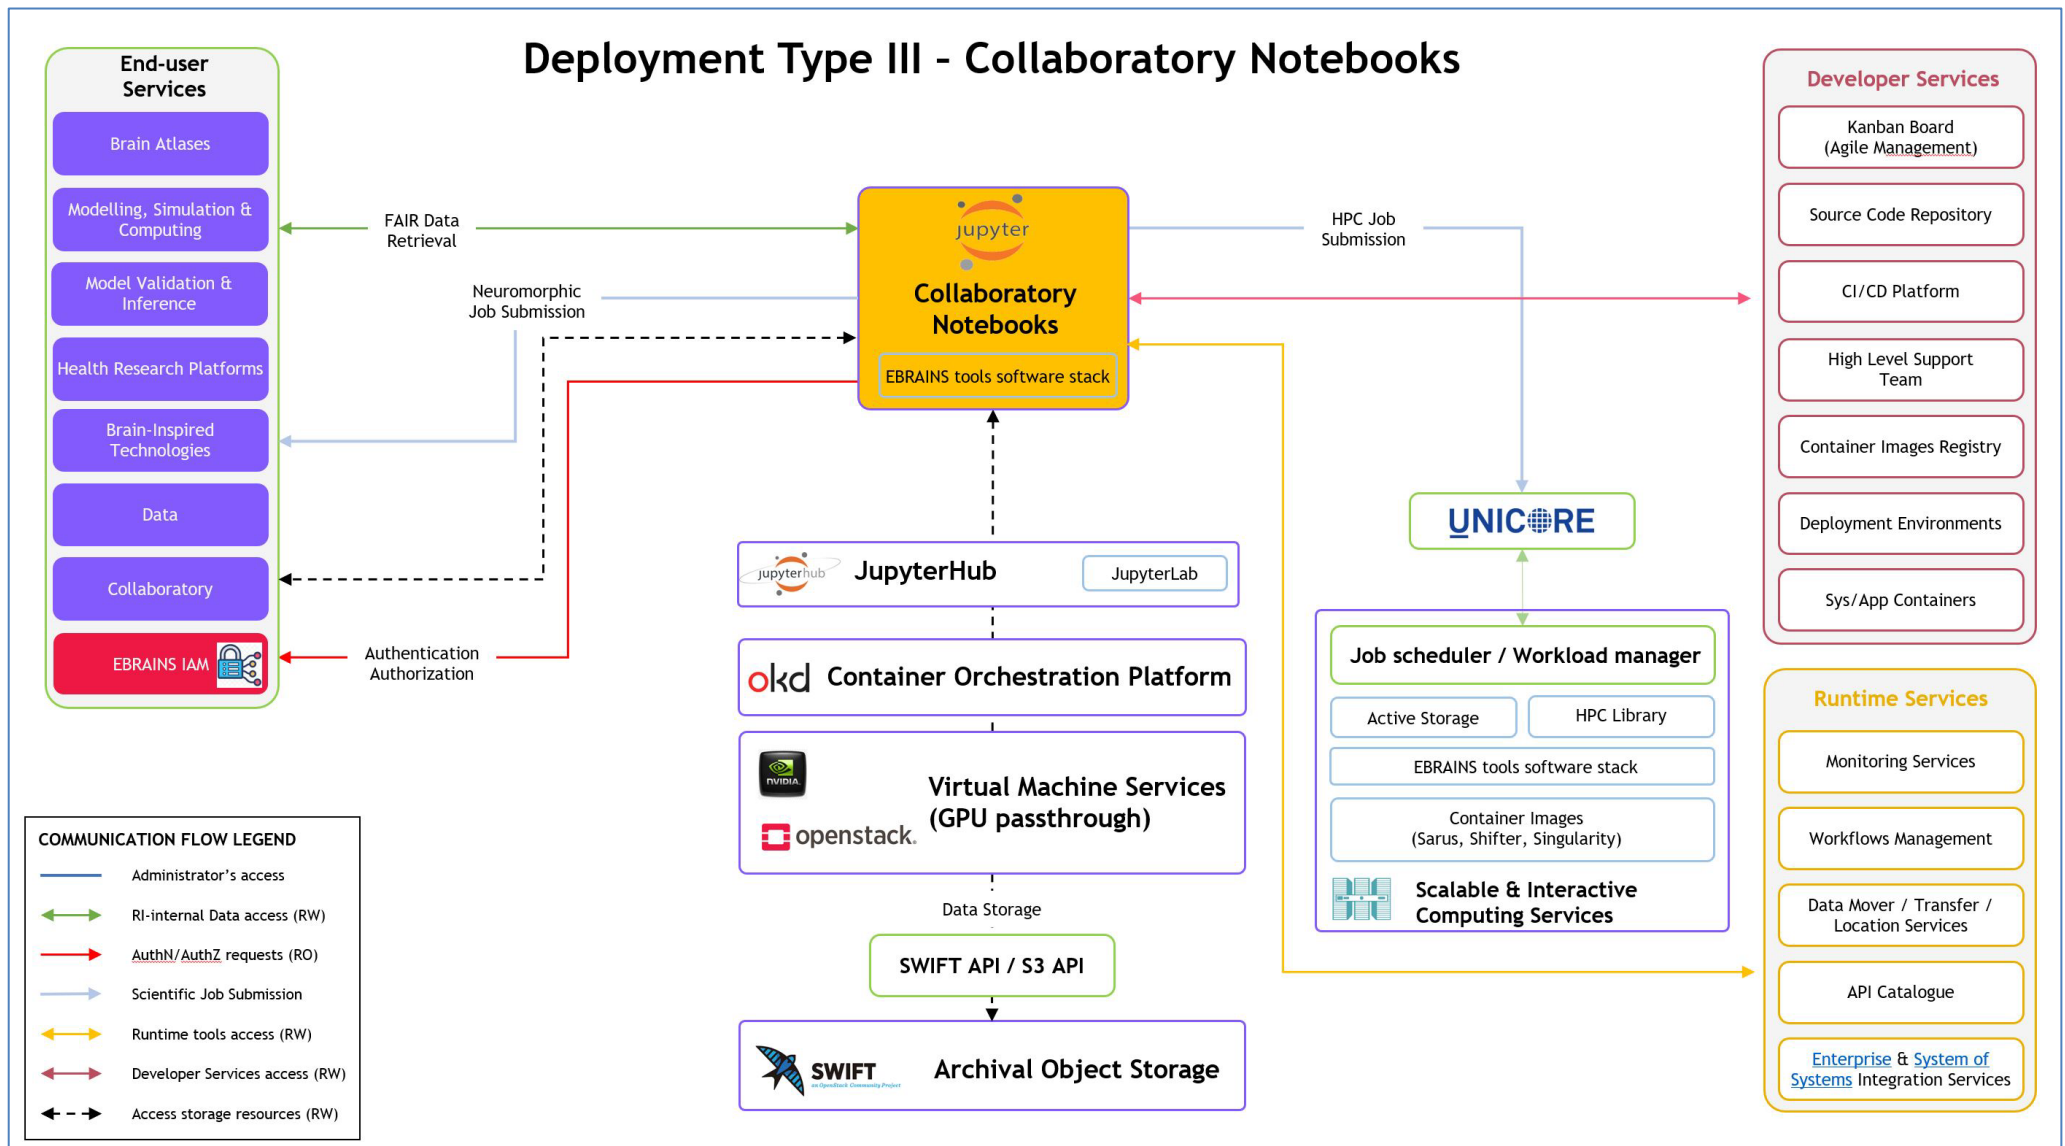 Deployment Type III - Collaboratory Notebooks
End-user
Services
Brain Atlases
Modelling, Simulation &
Computing
Model Validation &
Inference
Health Research Platforms
Brain-Inspired
Technologies
Data
Collaboratory
EBRAINS IAM
FAIR Data
Retrieval
Neuromorphic
Job Submission
Authentication
Authorization
jupyter
Collaboratory
Notebooks
EBRAINS tools software stack
HPC Job
Submission
jupyterhub
JupyterHub
JupyterLab
okd
Container Orchestration Platform
NVIDIA.
openstack.
Virtual Machine Services
(GPU passthrough)
Data Storage
SWIFT API / S3 API
SWIFT
an OpenStack Community Project
Archival Object Storage
UNICORE
Job scheduler / Workload manager
Active Storage
HPC Library
EBRAINS tools software stack
Container Images
(Sarus, Shifter, Singularity)
Scalable & Interactive
Computing Services
Developer Services
Kanban Board
(Agile Management)
Source Code Repository
CI/CD Platform
High Level Support
Team
Container Images Registry
Deployment Environments
Sys/App Containers
Runtime Services
Monitoring Services
Workflows Management
Data Mover / Transfer /
Location Services
API Catalogue
Enterprise & System of
Systems Integration Services
COMMUNICATION FLOW LEGEND
Administrator's access
RI-internal Data access (RW)
AuthN/AuthZ requests (RO)
Scientific Job Submission
Runtime tools access (RW)
Developer Services access (RW)
Access storage resources (RW)